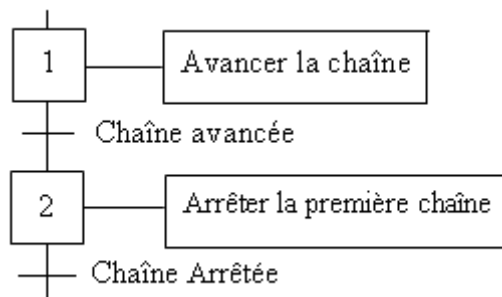 1 Avancer la chaîne
Chaîne avancée
2 Arrêter la première chaîne
Chaîne Arrêtée